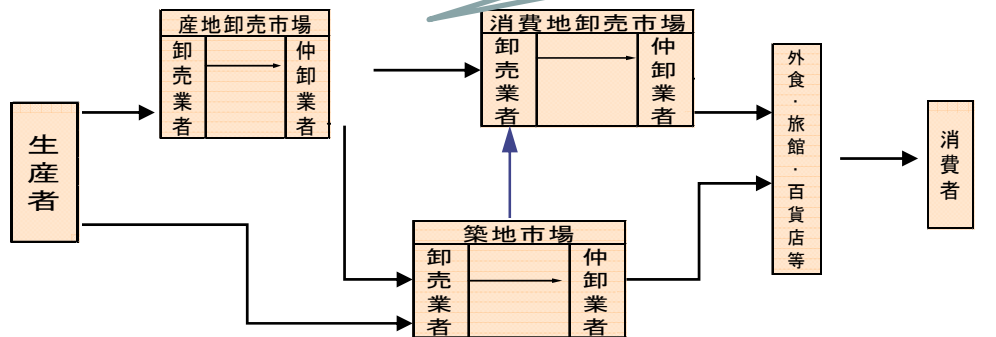 産地卸売市場
卸売業者
仲卸業者
消費地卸売市場
卸売業者
仲卸業者
生産者
築地市場
卸売業者
仲卸業者
外食・旅館・百貨店等
消費者